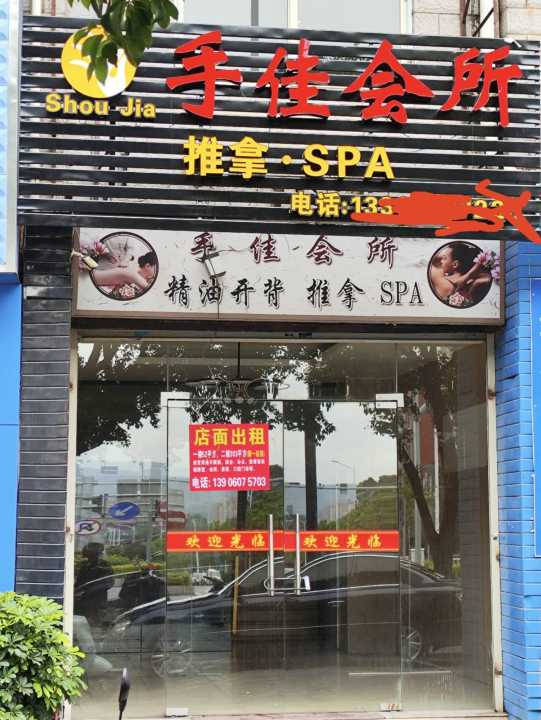 手佳会所
Shou Jia
推拿·SPA
电话:13
手佳会所
精油开背 推拿 SPA
店面出租
电话: 139 0607 5703
欢迎光临
欢迎光临